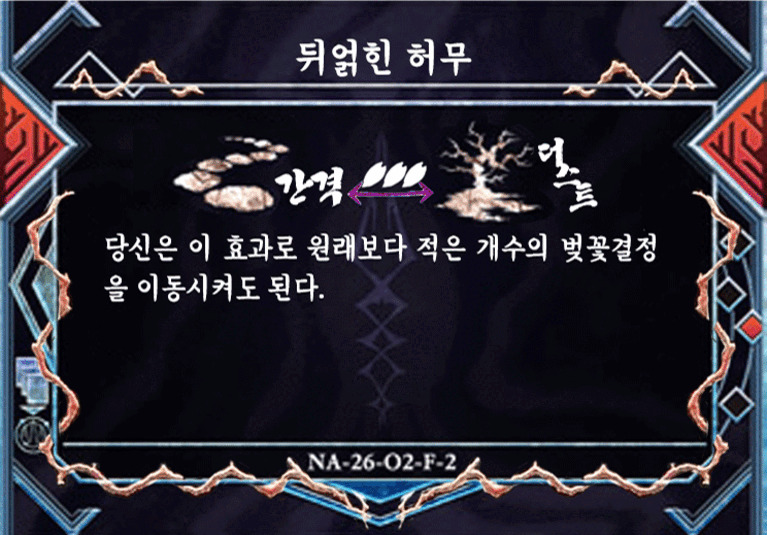 뒤얽힌 허무
간격 더스트
당신은 이 효과로 원래보다 적은 개수의 벚꽃결정
을 이동시켜도 된다.
NA-26-O2-F-2